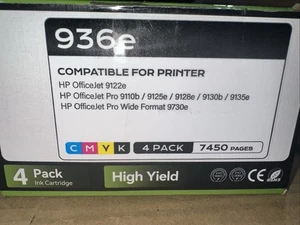 936e
COMPATIBLE FOR PRINTER
HP OfficeJet 9122e
HP OfficeJet Pro 9110b / 9125e / 9128e / 9130b / 9135e
HP OfficeJet Pro Wide Format 9730e
C M Y K 4 PACK 7450 PAGES
4 Pack
Ink Cartridge
High Yield
CE